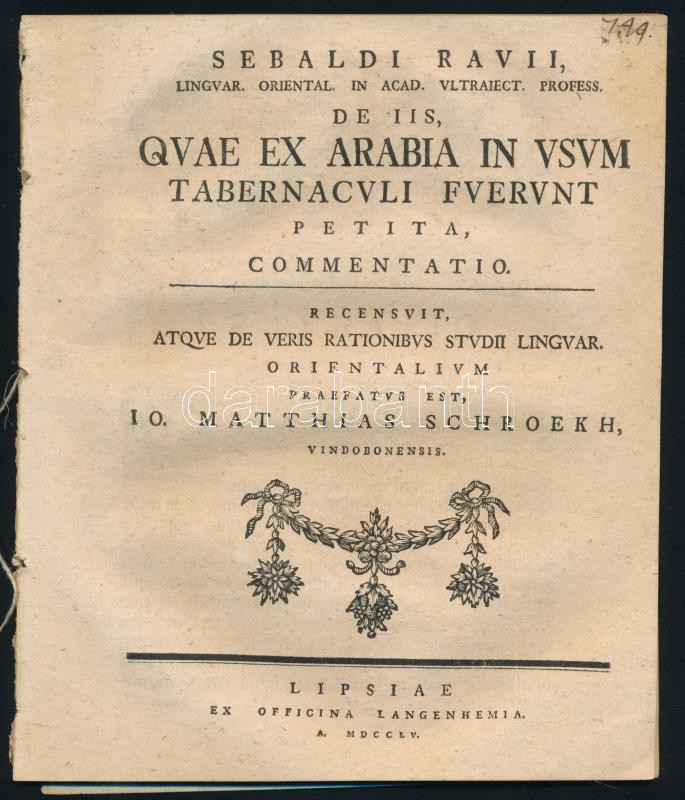 749.
SEBALDI RAVII,
LINGVAR. ORIENTAL. IN ACAD. VLTRAIECT. PROFESS.
DE IIS,
QVAE EX ARABIA IN VSVM
TABERNACVLI FVERVNT
PETITA,
COMMENTATIO.
RECENSVIT,
ATQVE DE VERIS RATIONIBVS STVDII LINGVAR.
ORIENTALIVM
PRAEFATVS EST,
IO. MATTHIAS SCHROEKH,
VINDOBONENSIS.
darabanth
LIPSIAE
EX OFFICINA LANGENHEMIA.
A. MDCCLV.